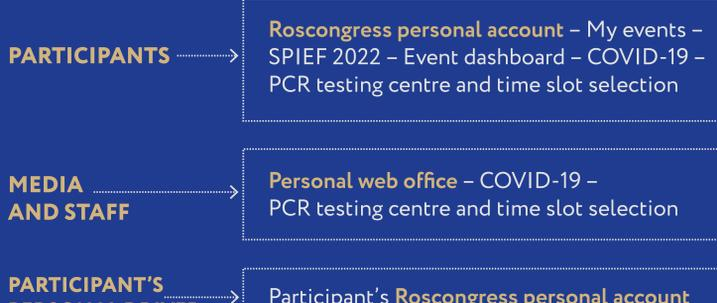 PARTICIPANTS
Roscongress personal account – My events –
SPIEF 2022 – Event dashboard – COVID-19 –
PCR testing centre and time slot selection
MEDIA
AND STAFF
Personal web office – COVID-19 –
PCR testing centre and time slot selection
PARTICIPANT'S
Participant's Roscongress personal account